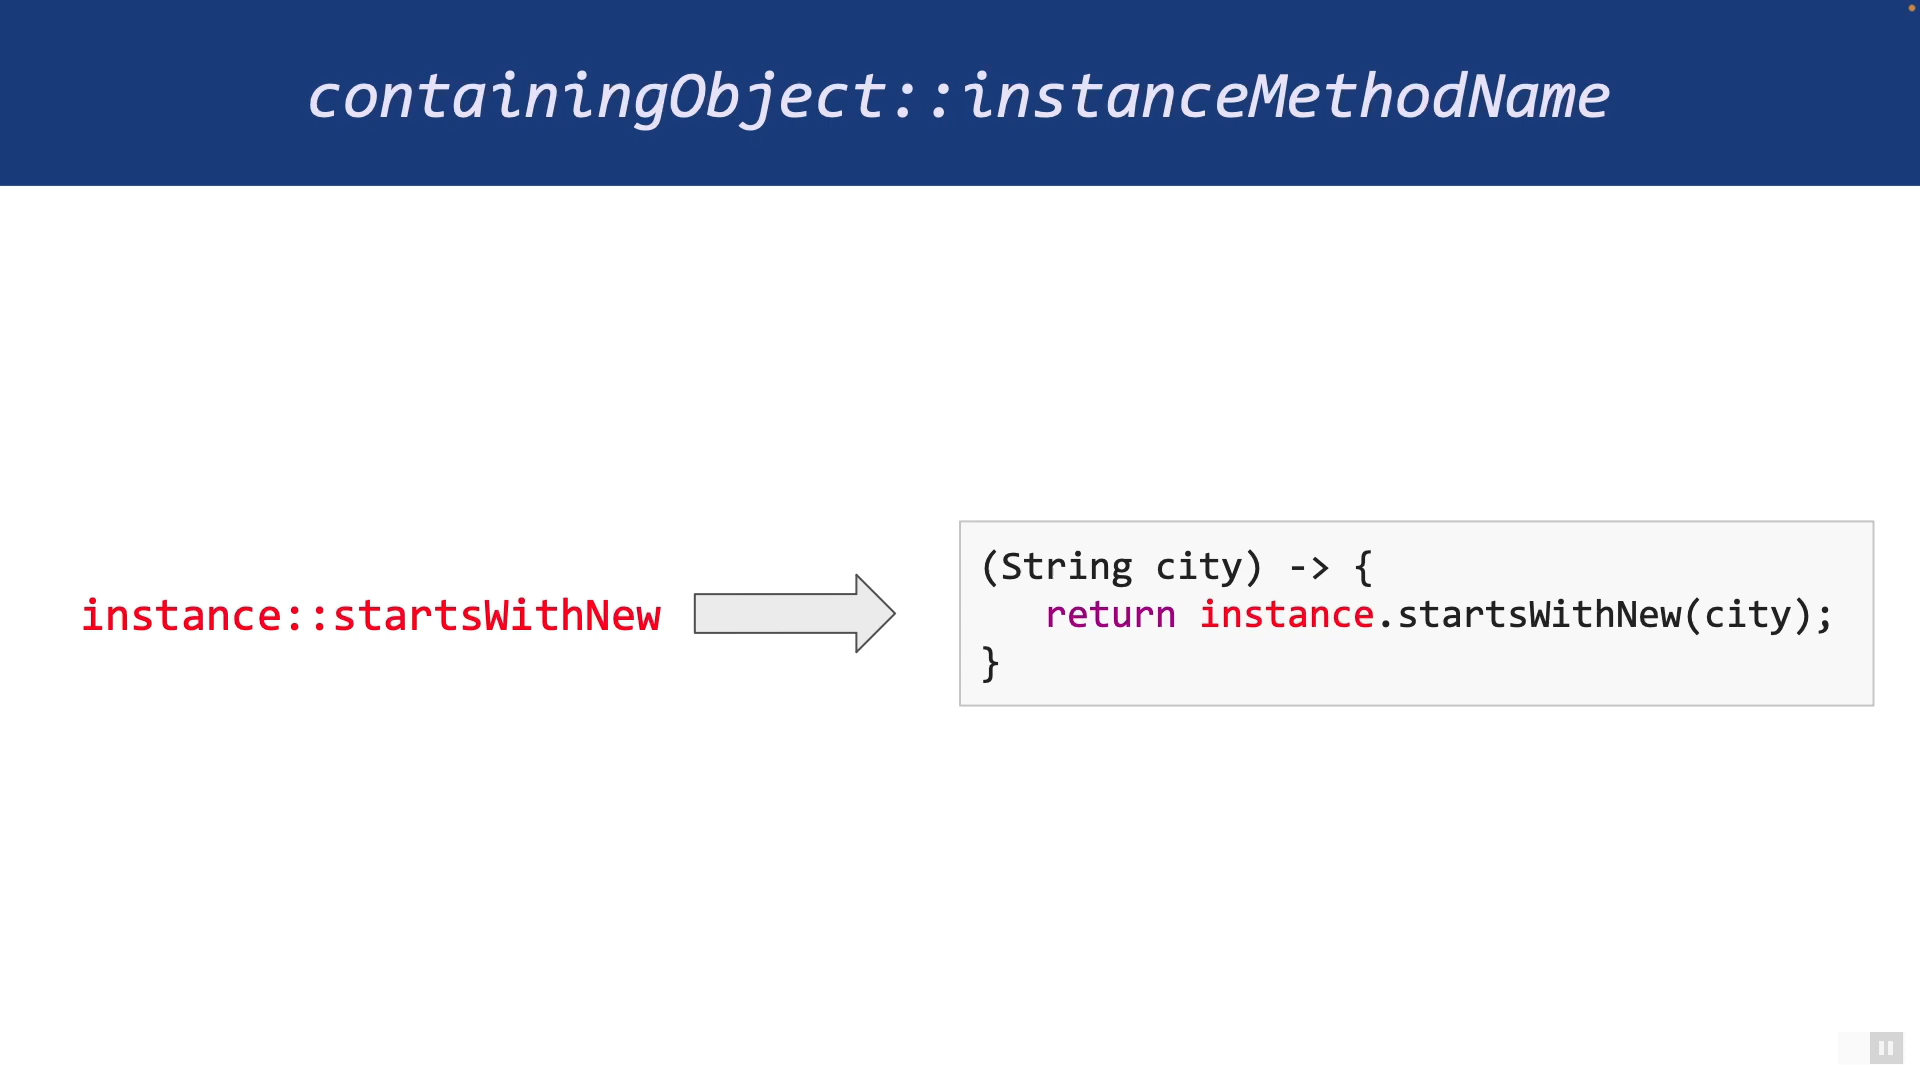 containingObject::instanceMethodName
instance::startsWithNew
(String city) -> {
return instance.startsWithNew(city);
}